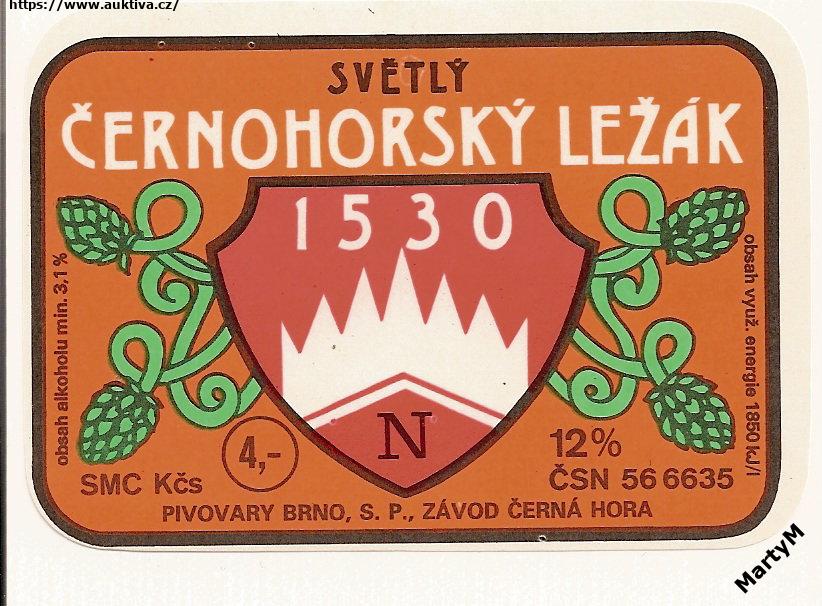 https://www.auktiva.cz/
SVĚTLÝ
ČERNOHORSKÝ LEŽÁK
1530
obsah alkoholu min. 3,1 %
obsah využ. energie 1850 kJ/l
N
SMC Kčs
4,-
12%
ČSN 56 6635
PIVOVARY BRNO, S. P., ZÁVOD ČERNÁ HORA
MartyM